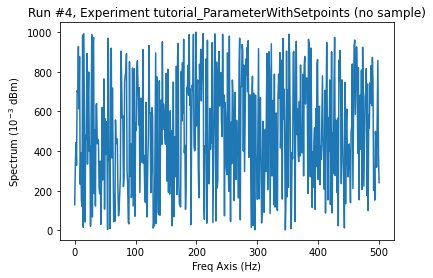 Run #4, Experiment tutorial_ParameterWithSetpoints (no sample)
1000
800
600
400
200
0
Spectrum (10⁻³ dBm)
0 100 200 300 400 500
Freq Axis (Hz)